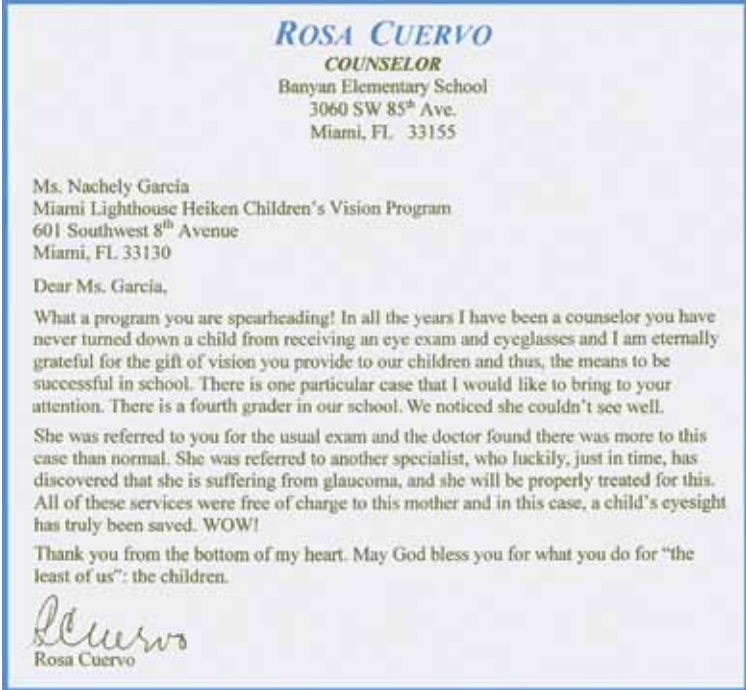 ROSA CUERVO
COUNSELOR
Banyan Elementary School
3060 SW 85th Ave.
Miami, FL 33155
Ms. Nachely Garcia
Miami Lighthouse Heiken Children's Vision Program
601 Southwest 8th Avenue
Miami, FL 33130
Dear Ms. Garcia,
What a program you are spearheading! In all the years I have been a counselor you have
never turned down a child from receiving an eye exam and eyeglasses and I am eternally
grateful for the gift of vision you provide to our children and thus, the means to be
successful in school. There is one particular case that I would like to bring to your
attention. There is a fourth grader in our school. We noticed she couldn't see well.
She was referred to you for the usual exam and the doctor found there was more to this
case than normal. She was referred to another specialist, who luckily, just in time, has
discovered that she is suffering from glaucoma, and she will be properly treated for this.
All of these services were free of charge to this mother and in this case, a child's eyesight
has truly been saved. WOW!
Thank you from the bottom of my heart. May God bless you for what you do for "the
least of us": the children.
RCuervo
Rosa Cuervo